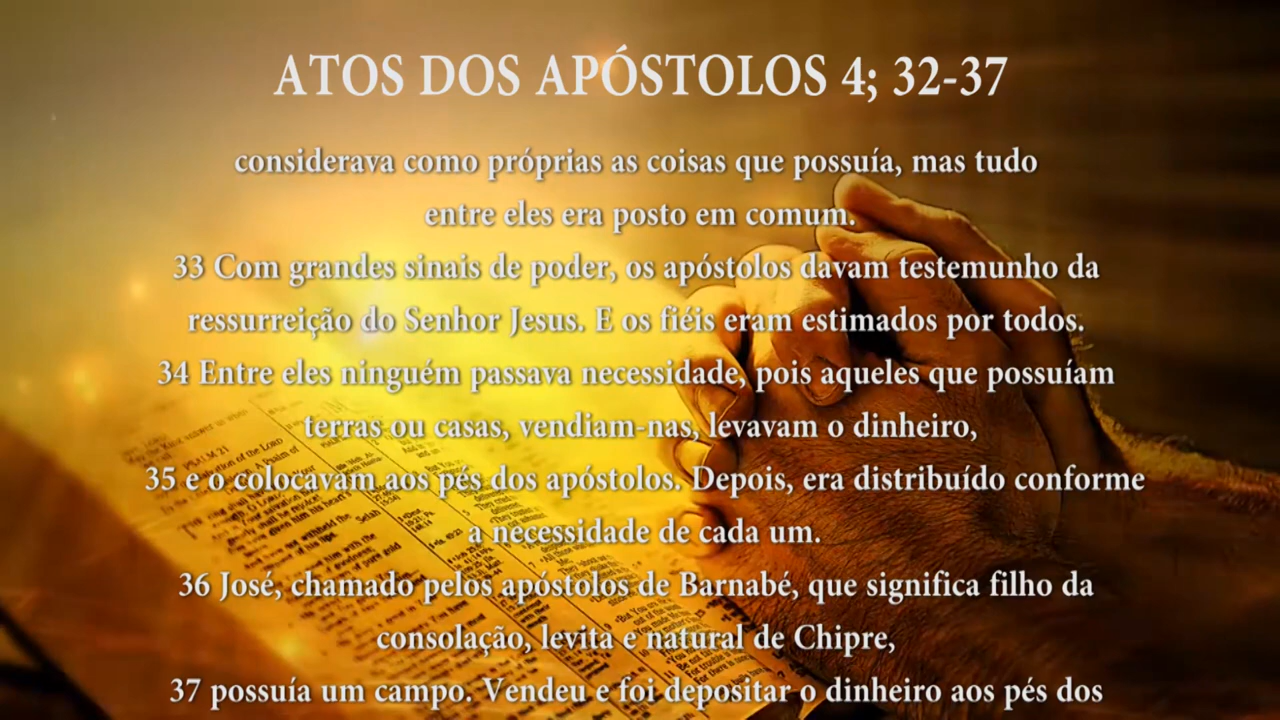 ATOS DOS APÓSTOLOS 4; 32-37
considerava como próprias as coisas que possuía, mas tudo
entre eles era posto em comum.
33 Com grandes sinais de poder, os apóstolos davam testemunho da
ressurreição do Senhor Jesus. E os fiéis eram estimados por todos.
34 Entre eles ninguém passava necessidade, pois aqueles que possuíam
terras ou casas, vendiam-nas, levavam o dinheiro,
35 e o colocavam aos pés dos apóstolos. Depois, era distribuído conforme
a necessidade de cada um.
36 José, chamado pelos apóstolos de Barnabé, que significa filho da
consolação, levita e natural de Chipre,
37 possuía um campo. Vendeu e foi depositar o dinheiro aos pés dos